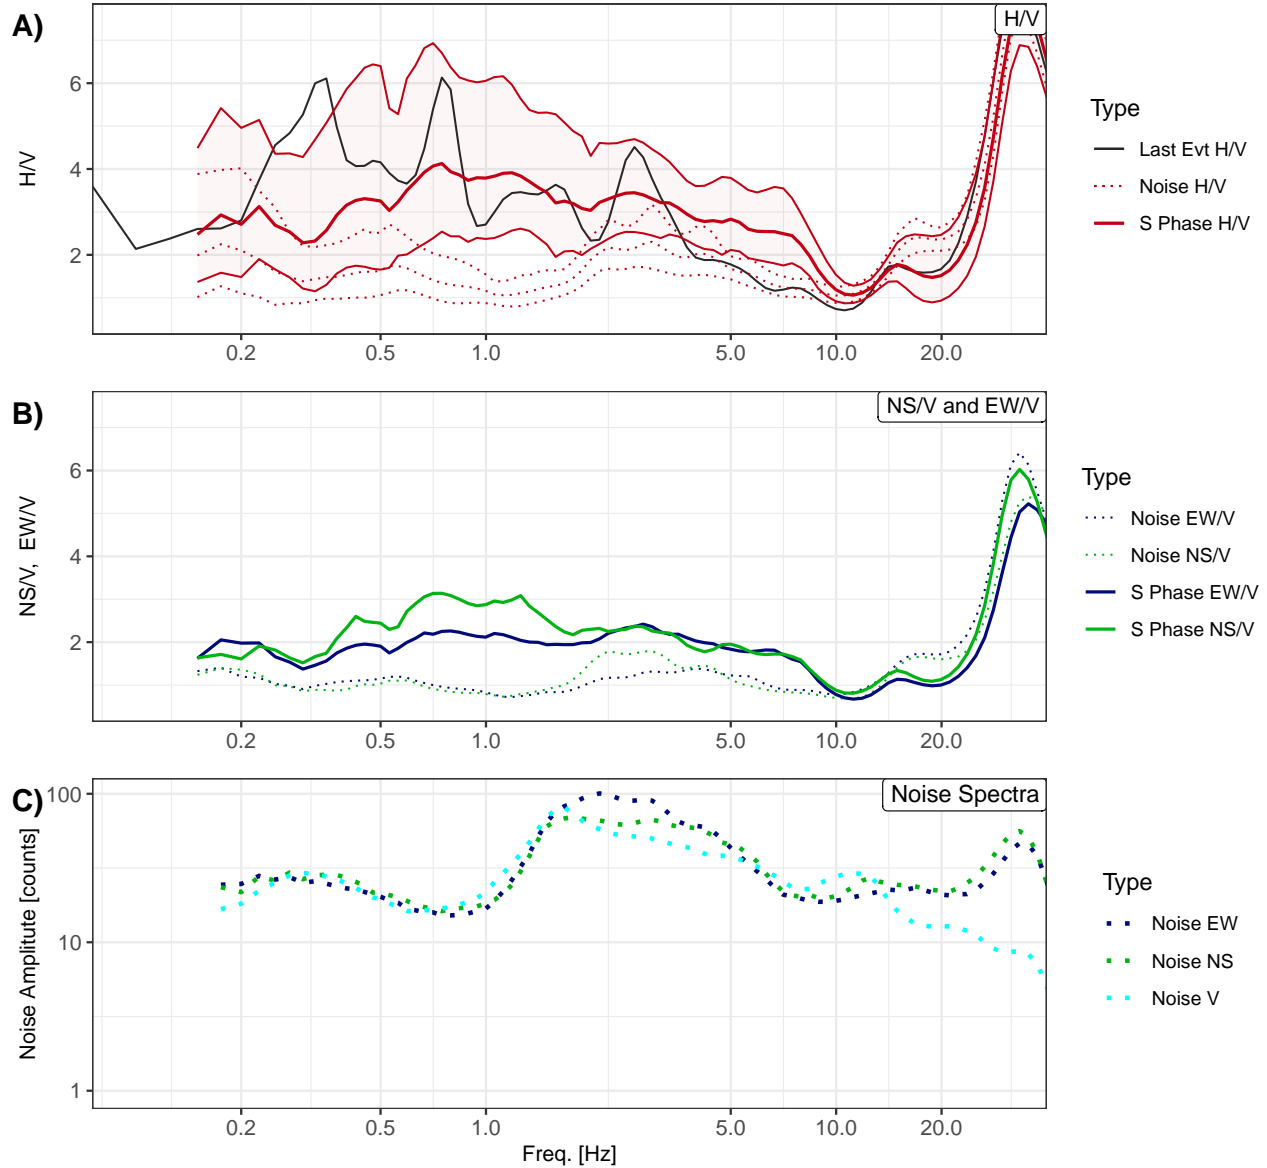 A)
H/V
6
4
2
H/V
0.2 0.5 1.0 5.0 10.0 20.0
Type
Last Evt H/V
Noise H/V
S Phase H/V
B)
NS/V and EW/V
6
4
2
NS/V, EW/V
0.2 0.5 1.0 5.0 10.0 20.0
Type
Noise EW/V
Noise NS/V
S Phase EW/V
S Phase NS/V
C)
Noise Spectra
100
10
1
Noise Amplitute [counts]
0.2 0.5 1.0 5.0 10.0 20.0
Freq. [Hz]
Type
Noise EW
Noise NS
Noise V